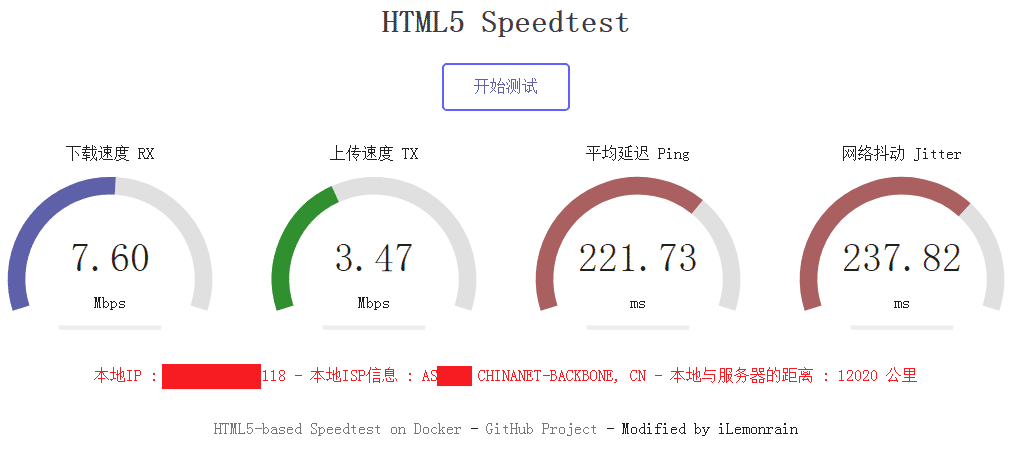 HTML5 Speedtest
开始测试
下载速度 RX
上传速度 TX
平均延迟 Ping
网络抖动 Jitter
7.60
3.47
221.73
237.82
Mbps
Mbps
ms
ms
本地IP : 118 - 本地ISP信息 : AS CHINANET-BACKBONE, CN - 本地与服务器的距离 : 12020 公里
HTML5-based Speedtest on Docker - GitHub Project - Modified by iLemonrain